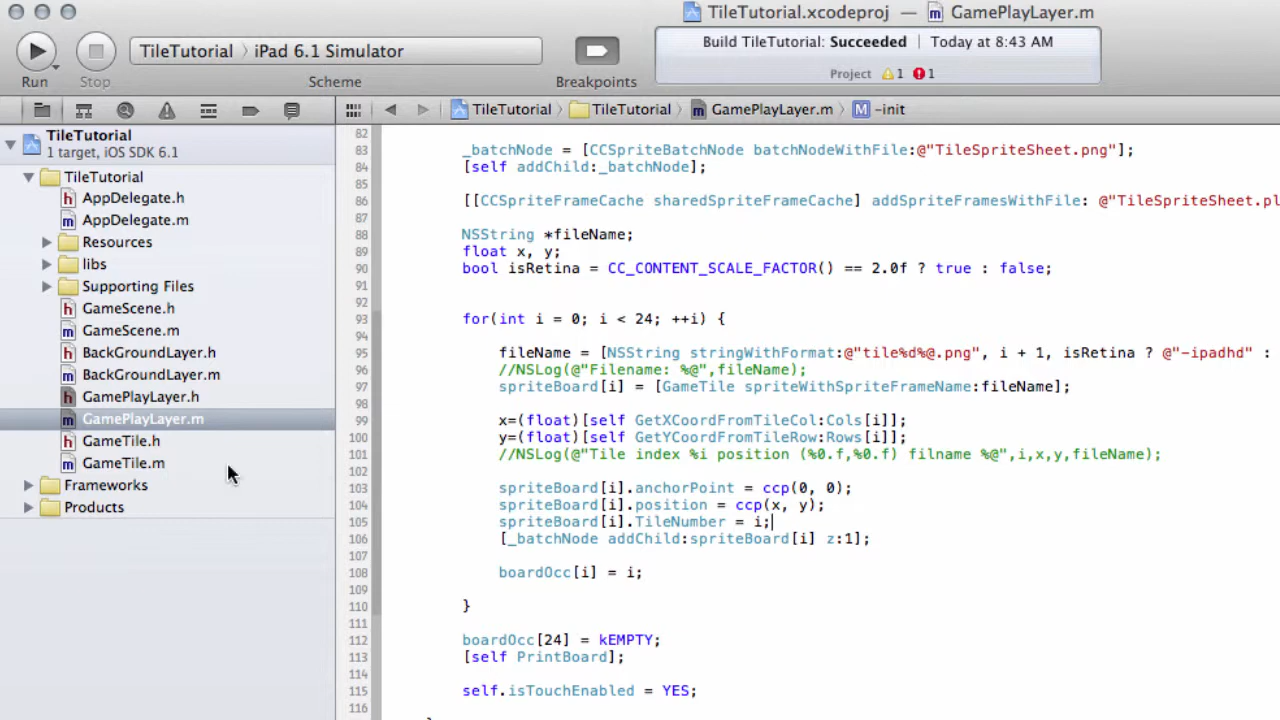 TileTutorial.xcodeproj — GamePlayLayer.m
Run
Stop
TileTutorial 〉 iPad 6.1 Simulator
Scheme
Breakpoints
Build TileTutorial: Succeeded | Today at 8:43 AM
Project 1 1
TileTutorial 〉 TileTutorial 〉 GamePlayLayer.m 〉 M -init
TileTutorial
1 target, iOS SDK 6.1
TileTutorial
h AppDelegate.h
m AppDelegate.m
Resources
libs
Supporting Files
h GameScene.h
m GameScene.m
h BackGroundLayer.h
m BackGroundLayer.m
h GamePlayLayer.h
m GamePlayLayer.m
h GameTile.h
m GameTile.m
Frameworks
Products
82
83 _batchNode = [CCSpriteBatchNode batchNodeWithFile:@"TileSpriteSheet.png"];
84 [self addChild:_batchNode];
85
86 [[CCSpriteFrameCache sharedSpriteFrameCache] addSpriteFramesWithFile: @"TileSpriteSheet.pl
87
88 NSString *fileName;
89 float x, y;
90 bool isRetina = CC_CONTENT_SCALE_FACTOR() == 2.0f ? true : false;
91
92
93 for(int i = 0; i < 24; ++i) {
94
95 fileName = [NSString stringWithFormat:@"tile%d%@.png", i + 1, isRetina ? @"-ipadhd" :
96 //NSLog(@"Filename: %@",fileName);
97 spriteBoard[i] = [GameTile spriteWithSpriteFrameName:fileName];
98
99 x=(float)[self GetXCoordFromTileCol:Cols[i]];
100 y=(float)[self GetYCoordFromTileRow:Rows[i]];
101 //NSLog(@"Tile index %i position (%0.f,%0.f) filname %@",i,x,y,fileName);
102
103 spriteBoard[i].anchorPoint = ccp(0, 0);
104 spriteBoard[i].position = ccp(x, y);
105 spriteBoard[i].TileNumber = i;
106 [_batchNode addChild:spriteBoard[i] z:1];
107
108 boardOcc[i] = i;
109
110 }
111
112 boardOcc[24] = kEMPTY;
113 [self PrintBoard];
114
115 self.isTouchEnabled = YES;
116